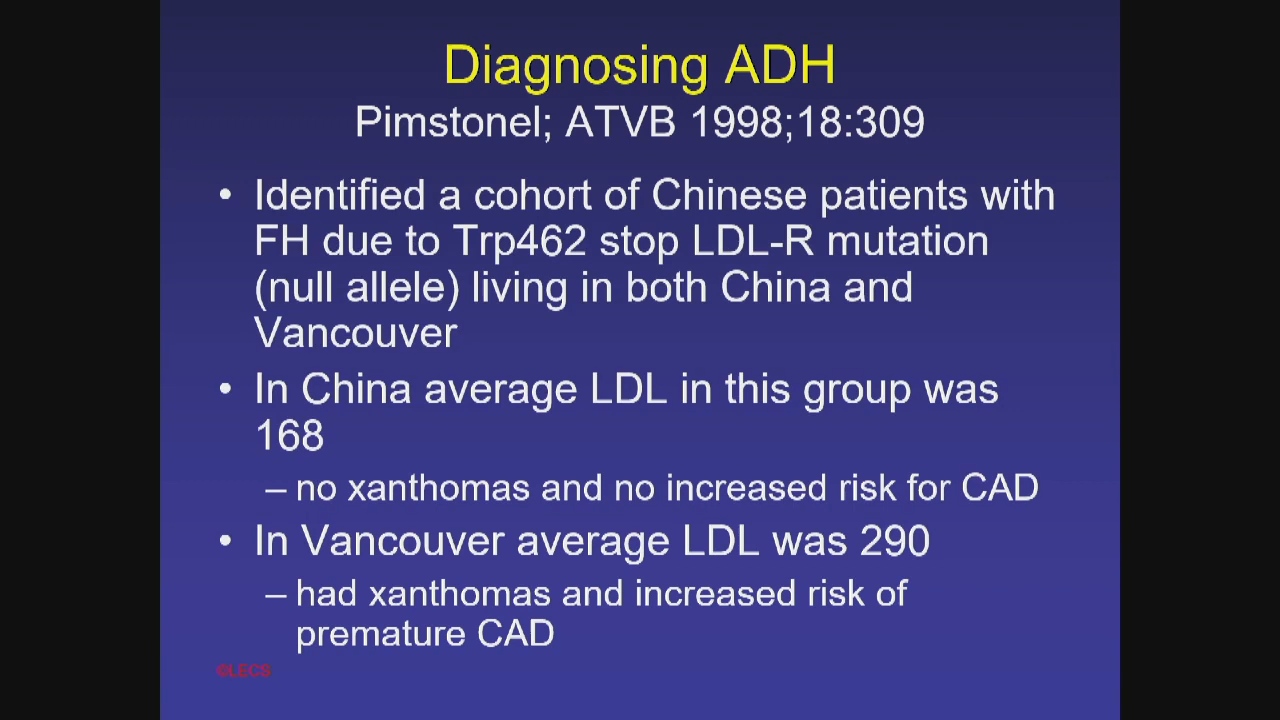 Diagnosing ADH
Pimstonel; ATVB 1998;18:309
• Identified a cohort of Chinese patients with
FH due to Trp462 stop LDL-R mutation
(null allele) living in both China and
Vancouver
• In China average LDL in this group was
168
– no xanthomas and no increased risk for CAD
• In Vancouver average LDL was 290
– had xanthomas and increased risk of
premature CAD
©LECS